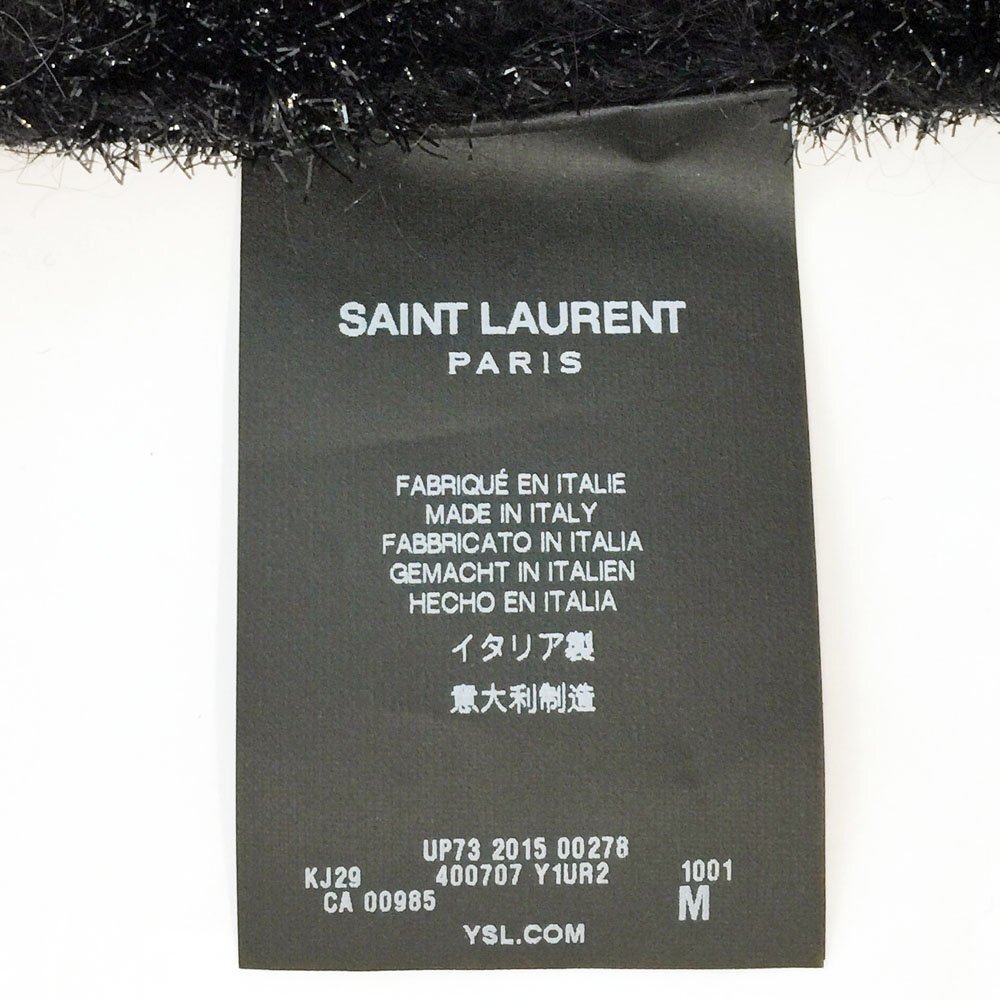 SAINT LAURENT
PARIS
FABRIQUÉ EN ITALIE
MADE IN ITALY
FABBRICATO IN ITALIA
GEMACHT IN ITALIEN
HECHO EN ITALIA
イタリア製
意大利制造
UP73 2015 00278
KJ29 400707 Y1UR2 1001
CA 00985 M
YSL.COM